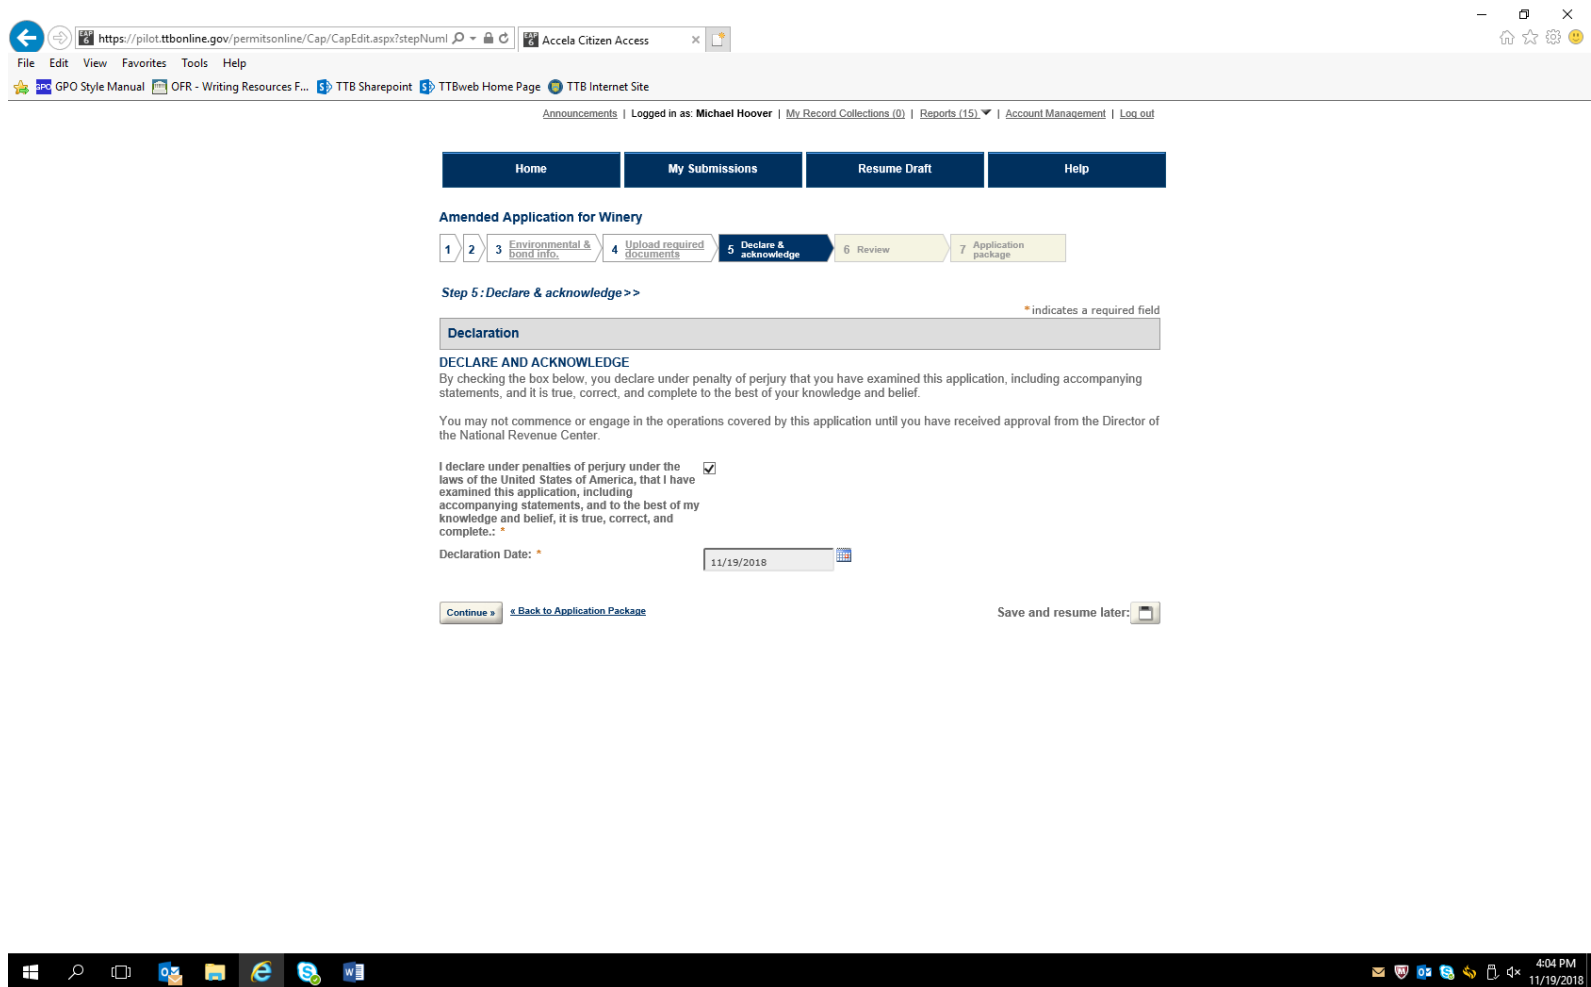 https://pilot.ttbonline.gov/permitsonline/Cap/CapEdit.aspx?stepNuml
Accela Citizen Access
File Edit View Favorites Tools Help
GPO Style Manual OFR - Writing Resources F... TTB Sharepoint TTBweb Home Page TTB Internet Site
Announcements | Logged in as: Michael Hoover | My Record Collections (0) | Reports (15) | Account Management | Log out
Home My Submissions Resume Draft Help
Amended Application for Winery
1 2 3 Environmental & bond info. 4 Upload required documents 5 Declare & acknowledge 6 Review 7 Application package
Step 5 : Declare & acknowledge >>
* indicates a required field
Declaration
DECLARE AND ACKNOWLEDGE
By checking the box below, you declare under penalty of perjury that you have examined this application, including accompanying
statements, and it is true, correct, and complete to the best of your knowledge and belief.
You may not commence or engage in the operations covered by this application until you have received approval from the Director of
the National Revenue Center.
I declare under penalties of perjury under the
laws of the United States of America, that I have
examined this application, including
accompanying statements, and to the best of my
knowledge and belief, it is true, correct, and
complete.: *
Declaration Date: * 11/19/2018
Continue » « Back to Application Package Save and resume later:
4:04 PM
11/19/2018